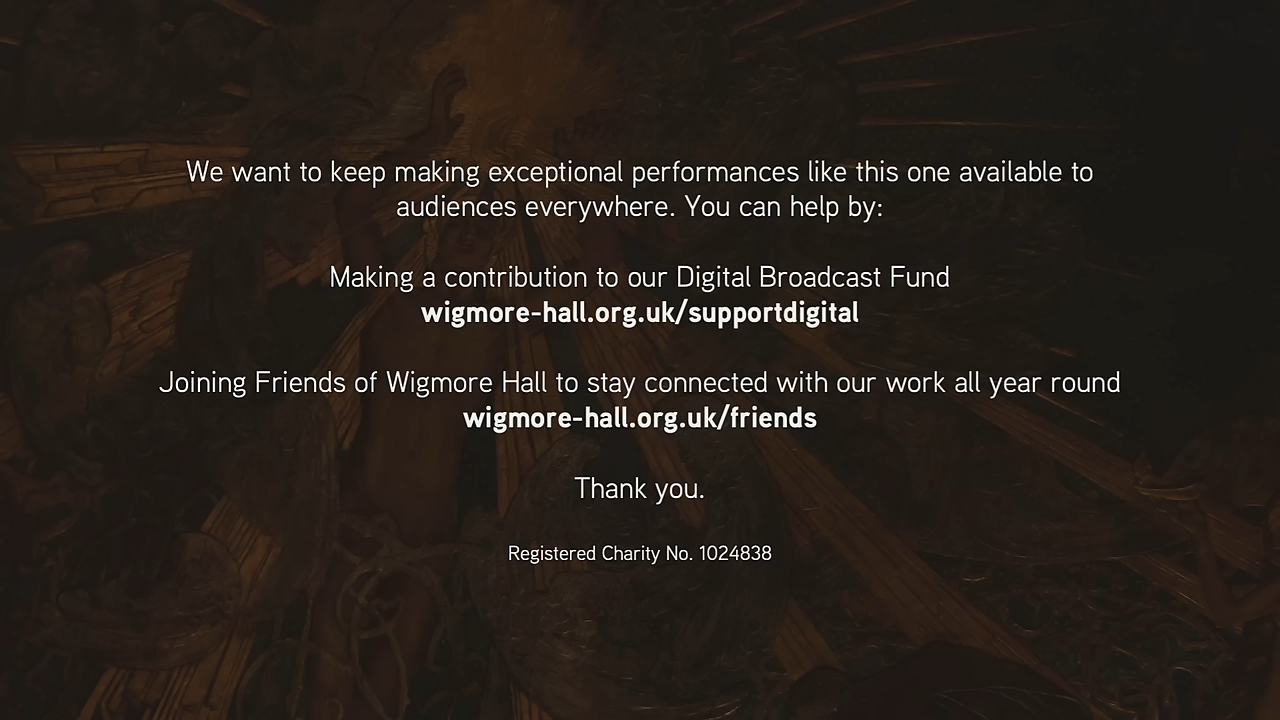 We want to keep making exceptional performances like this one available to
audiences everywhere. You can help by:
Making a contribution to our Digital Broadcast Fund
wigmore-hall.org.uk/supportdigital
Joining Friends of Wigmore Hall to stay connected with our work all year round
wigmore-hall.org.uk/friends
Thank you.
Registered Charity No. 1024838